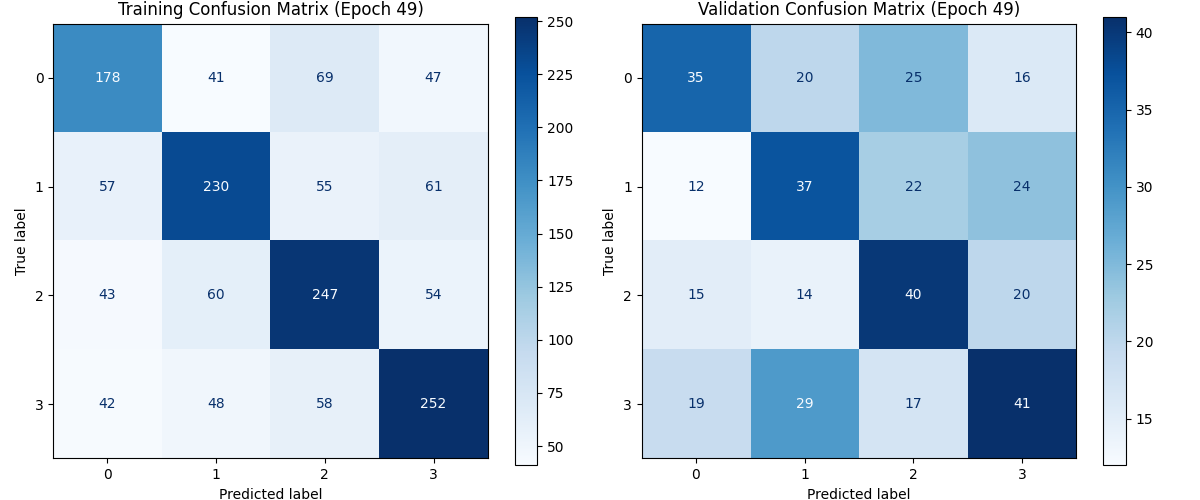 Training Confusion Matrix (Epoch 49)
True label
0 178 41 69 47
1 57 230 55 61
2 43 60 247 54
3 42 48 58 252
0 1 2 3
Predicted label
250
225
200
175
150
125
100
75
50
Validation Confusion Matrix (Epoch 49)
True label
0 35 20 25 16
1 12 37 22 24
2 15 14 40 20
3 19 29 17 41
0 1 2 3
Predicted label
40
35
30
25
20
15